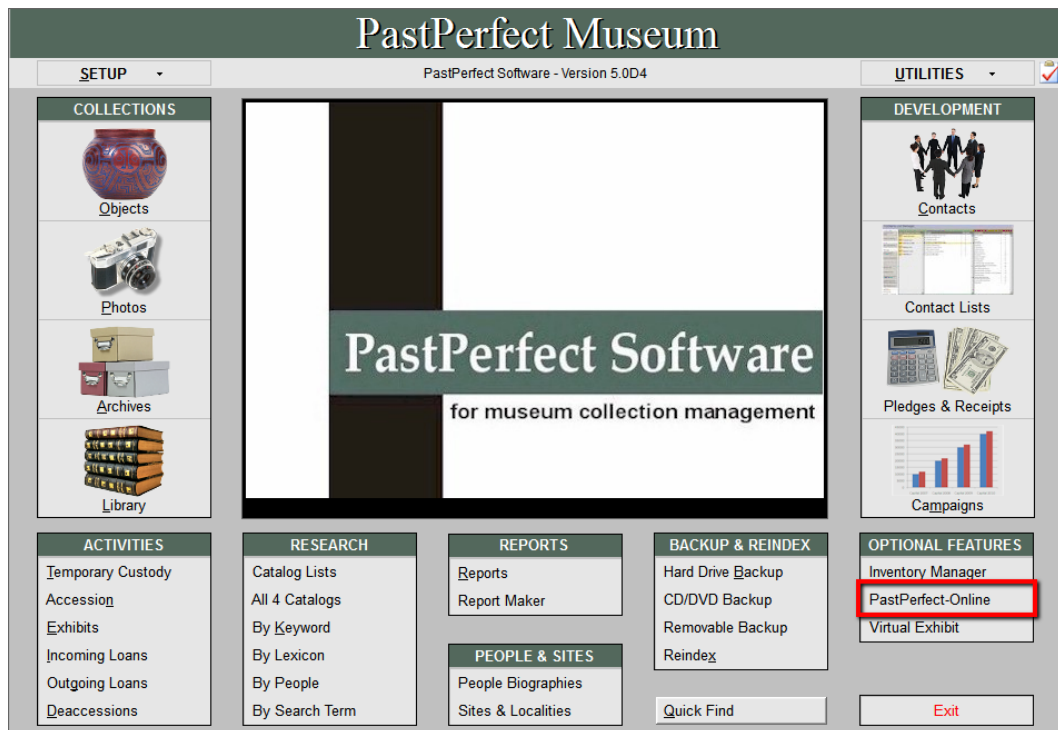 PastPerfect Museum
SETUP
PastPerfect Software - Version 5.0D4
UTILITIES
COLLECTIONS
Objects
Photos
Archives
Library
PastPerfect Software
for museum collection management
DEVELOPMENT
Contacts
Contact Lists
Pledges & Receipts
Campaigns
ACTIVITIES
Temporary Custody
Accession
Exhibits
Incoming Loans
Outgoing Loans
Deaccessions
RESEARCH
Catalog Lists
All 4 Catalogs
By Keyword
By Lexicon
By People
By Search Term
REPORTS
Reports
Report Maker
PEOPLE & SITES
People Biographies
Sites & Localities
BACKUP & REINDEX
Hard Drive Backup
CD/DVD Backup
Removable Backup
Reindex
Quick Find
OPTIONAL FEATURES
Inventory Manager
PastPerfect-Online
Virtual Exhibit
Exit